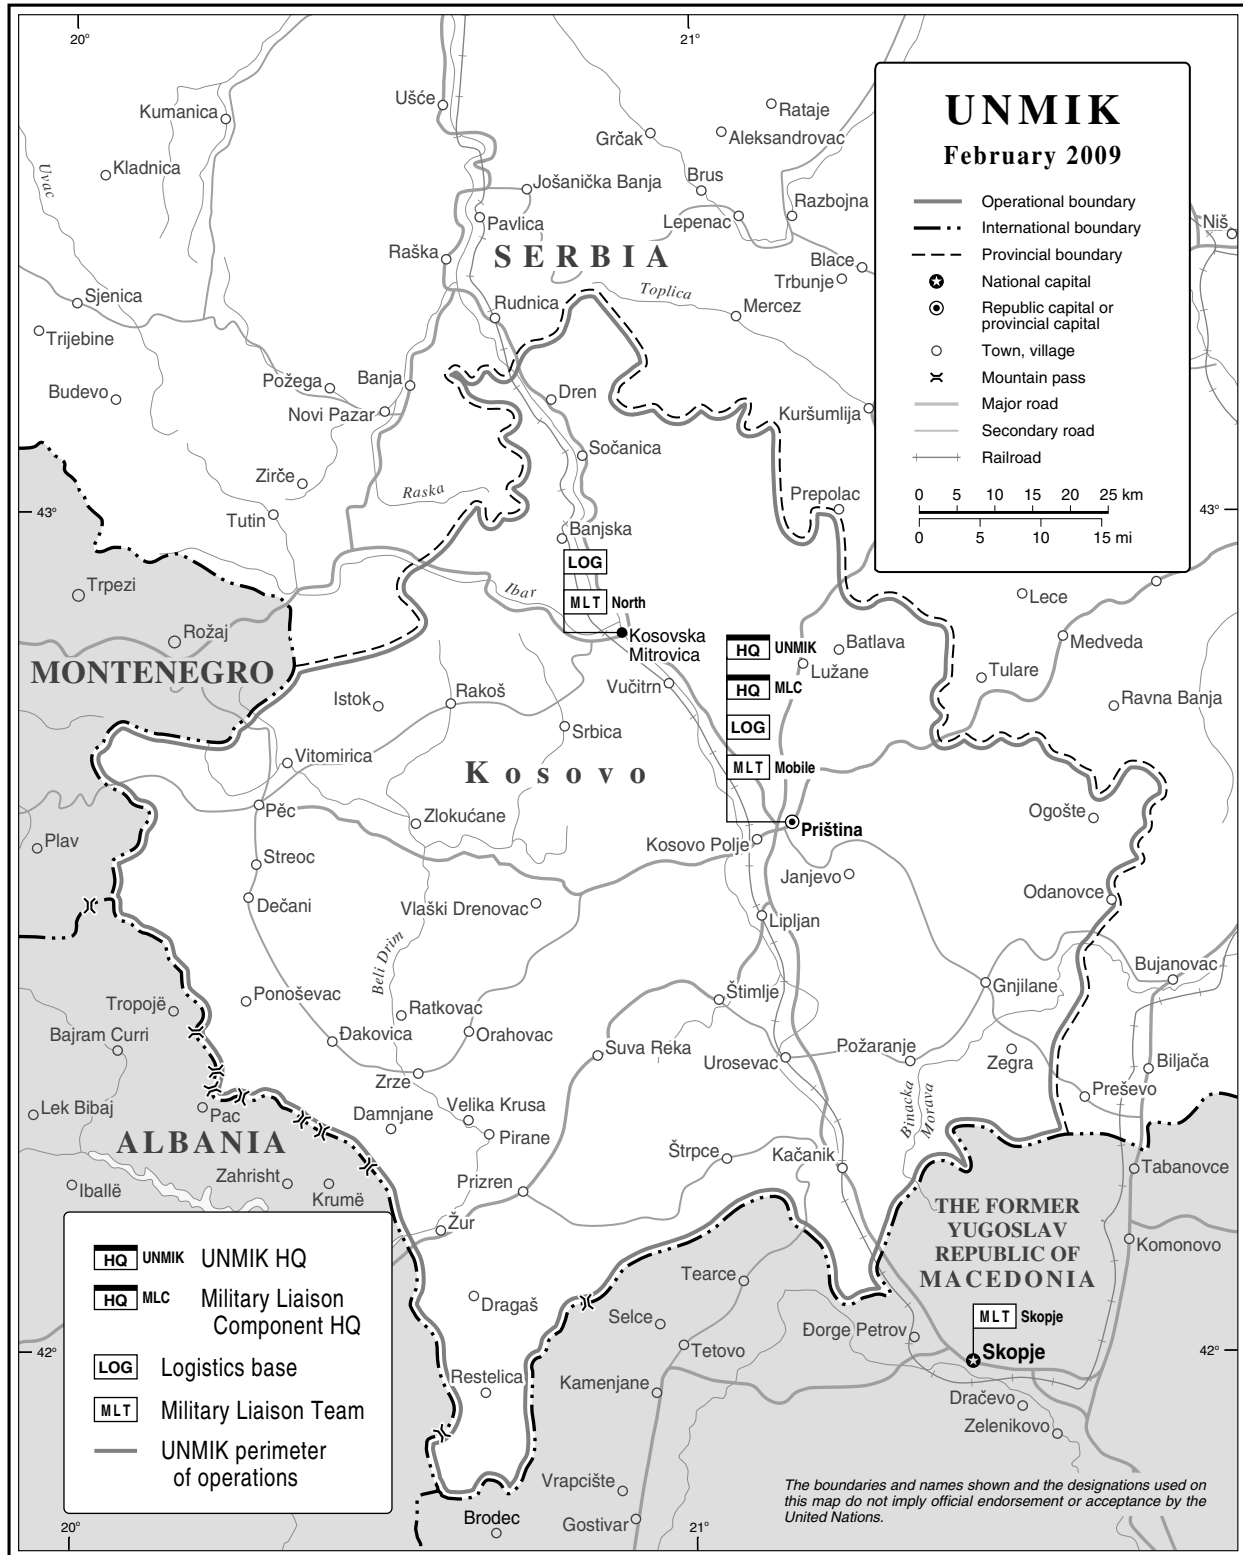 20°
21°
UNMIK
February 2009
Operational boundary
International boundary
Provincial boundary
National capital
Republic capital or
provincial capital
Town, village
Mountain pass
Major road
Secondary road
Railroad
0 5 10 15 20 25 km
0 5 10 15 mi
Ušće
Kumanica
Rataje
Grčak
Aleksandrovac
Kladnica
Uvac
Jošanička Banja
Brus
Razbojna
Pavlica
Lepenac
Niš
Raška
SERBIA
Blace
Trbunje
Sjenica
Toplica
Rudnica
Mercez
Trijebine
Budevo
Požega
Banja
Dren
Novi Pazar
Kuršumlija
Sočanica
Zirče
Raska
Prepolac
43°
43°
Tutin
Banjska
LOG
Trpezi
Ibar
MLT North
Lece
Rožaj
Kosovska
Mitrovica
HQ UNMIK
Batlava
Medveda
MONTENEGRO
Lužane
Vučitrn
HQ MLC
Tulare
Istok
Rakoš
Ravna Banja
Srbica
LOG
Vitomirica
Kosovo
MLT Mobile
Pěc
Zlokućane
Ogošte
Priština
Plav
Kosovo Polje
Streoc
Janjevo
Dečani
Vlaški Drenovac
Odanovce
Lipljan
Beli Drim
Bujanovac
Ponoševac
Štimlje
Gnjilane
Tropojë
Ratkovac
Bajram Curri
Đakovica
Orahovac
Suva Reka
Urosevac
Požaranje
Zegra
Biljača
Zrze
Preševo
Lek Bibaj
Pac
Damnjane
Velika Krusa
Binacka
Morava
ALBANIA
Pirane
Štrpce
Kačanik
Tabanovce
Iballë
Zahrisht
Krumë
Prizren
THE FORMER
YUGOSLAV
REPUBLIC OF
MACEDONIA
Žur
Komonovo
HQ UNMIK UNMIK HQ
HQ MLC Military Liaison
Component HQ
LOG Logistics base
MLT Military Liaison Team
UNMIK perimeter
of operations
Tearce
Dragaš
Selce
MLT Skopje
Đorge Petrov
Tetovo
Skopje
42°
42°
Restelica
Kamenjane
Dračevo
Zelenikovo
Vrapcište
Brodec
Gostivar
The boundaries and names shown and the designations used on
this map do not imply official endorsement or acceptance by the
United Nations.
20°
21°